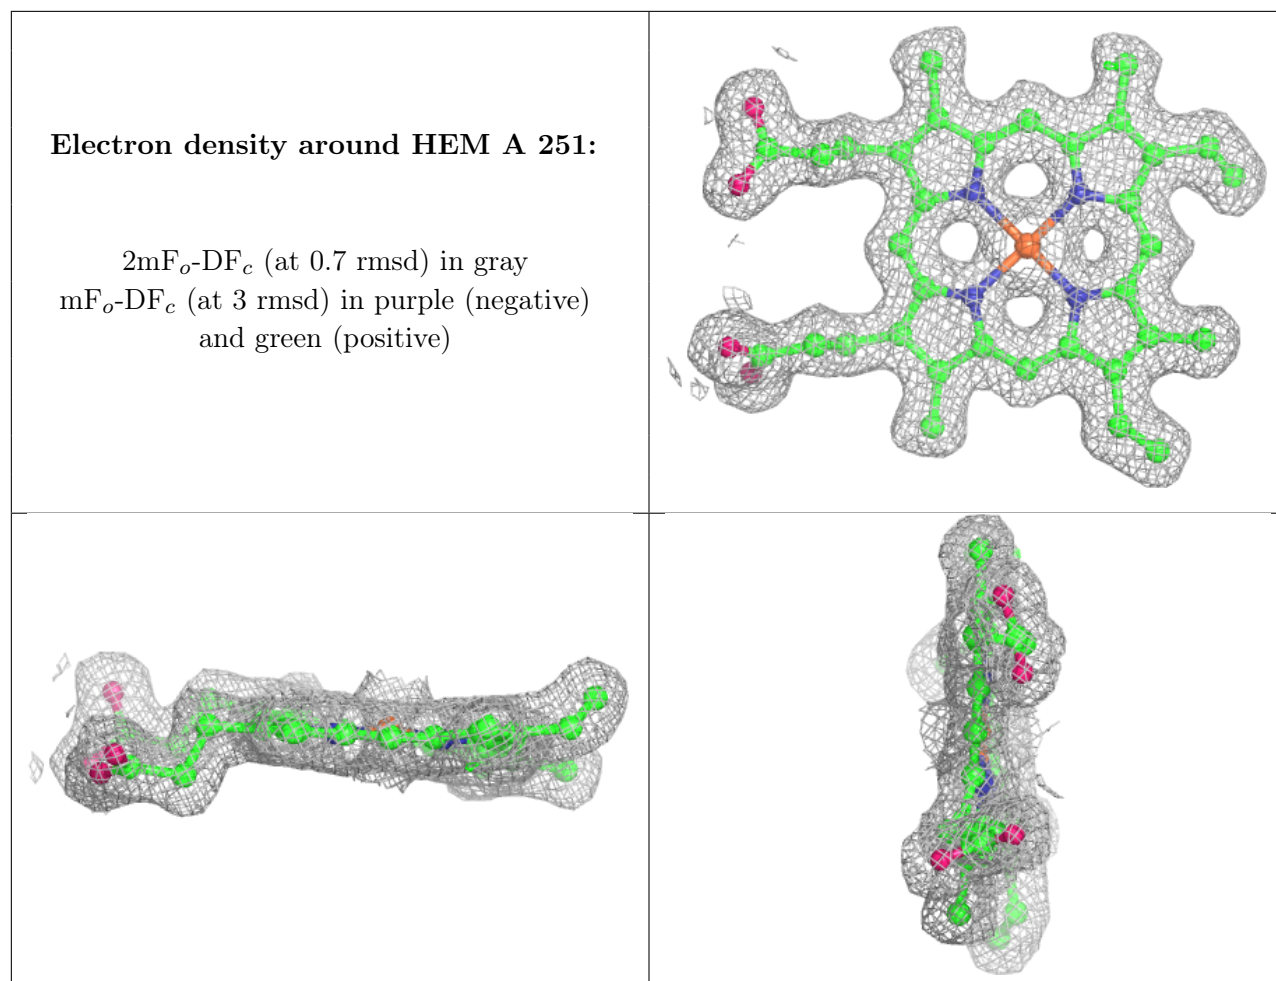 Electron density around HEM A 251:
2mFo-DFc (at 0.7 rmsd) in gray
mFo-DFc (at 3 rmsd) in purple (negative)
and green (positive)